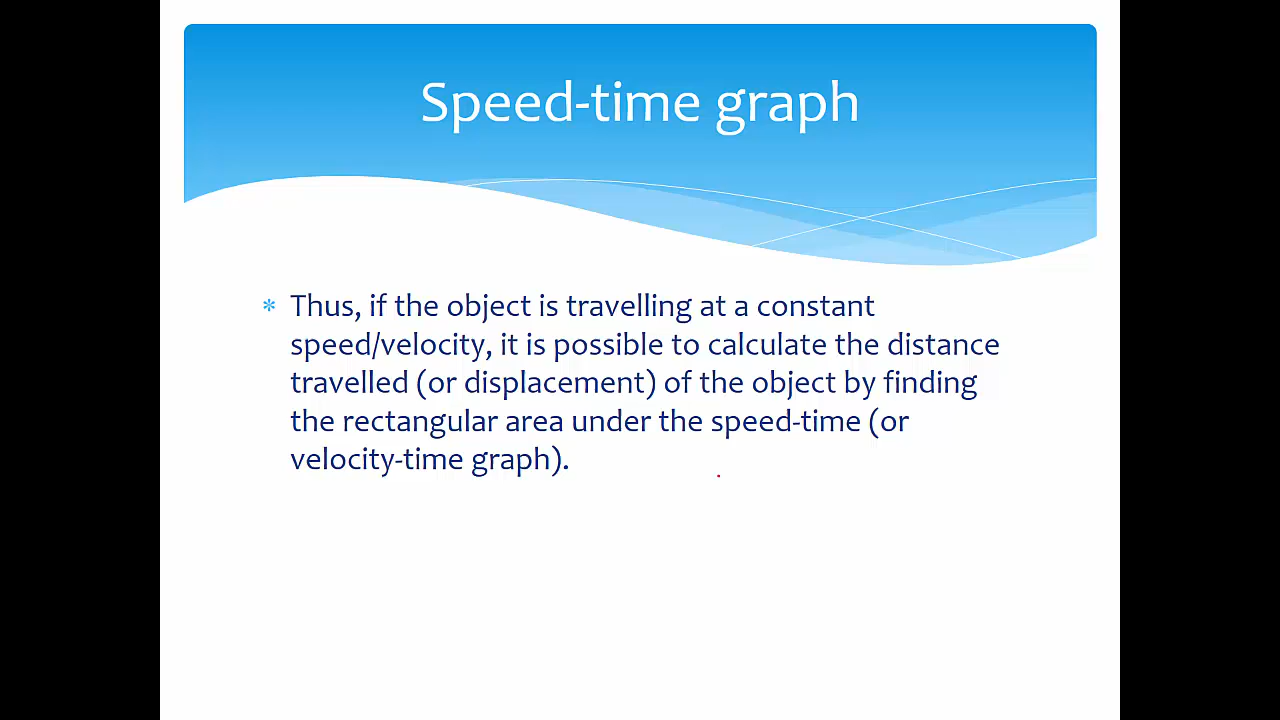 Speed-time graph
* Thus, if the object is travelling at a constant
speed/velocity, it is possible to calculate the distance
travelled (or displacement) of the object by finding
the rectangular area under the speed-time (or
velocity-time graph).